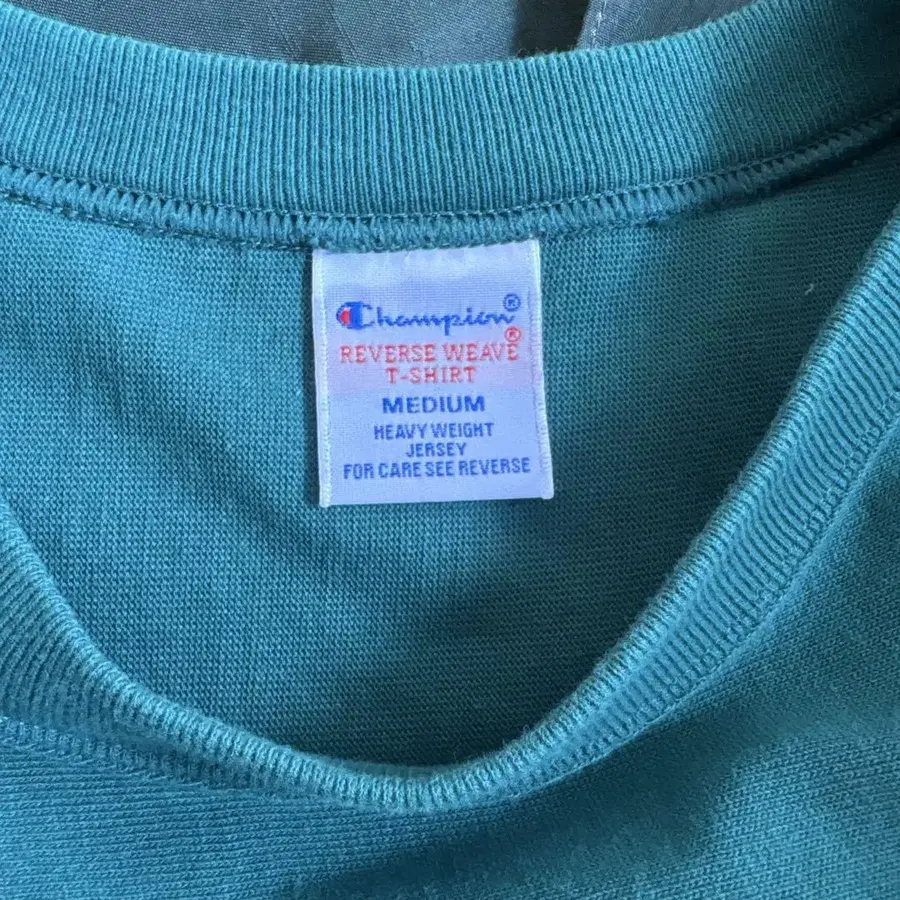 Champion®
REVERSE WEAVE®
T-SHIRT
MEDIUM
HEAVY WEIGHT
JERSEY
FOR CARE SEE REVERSE